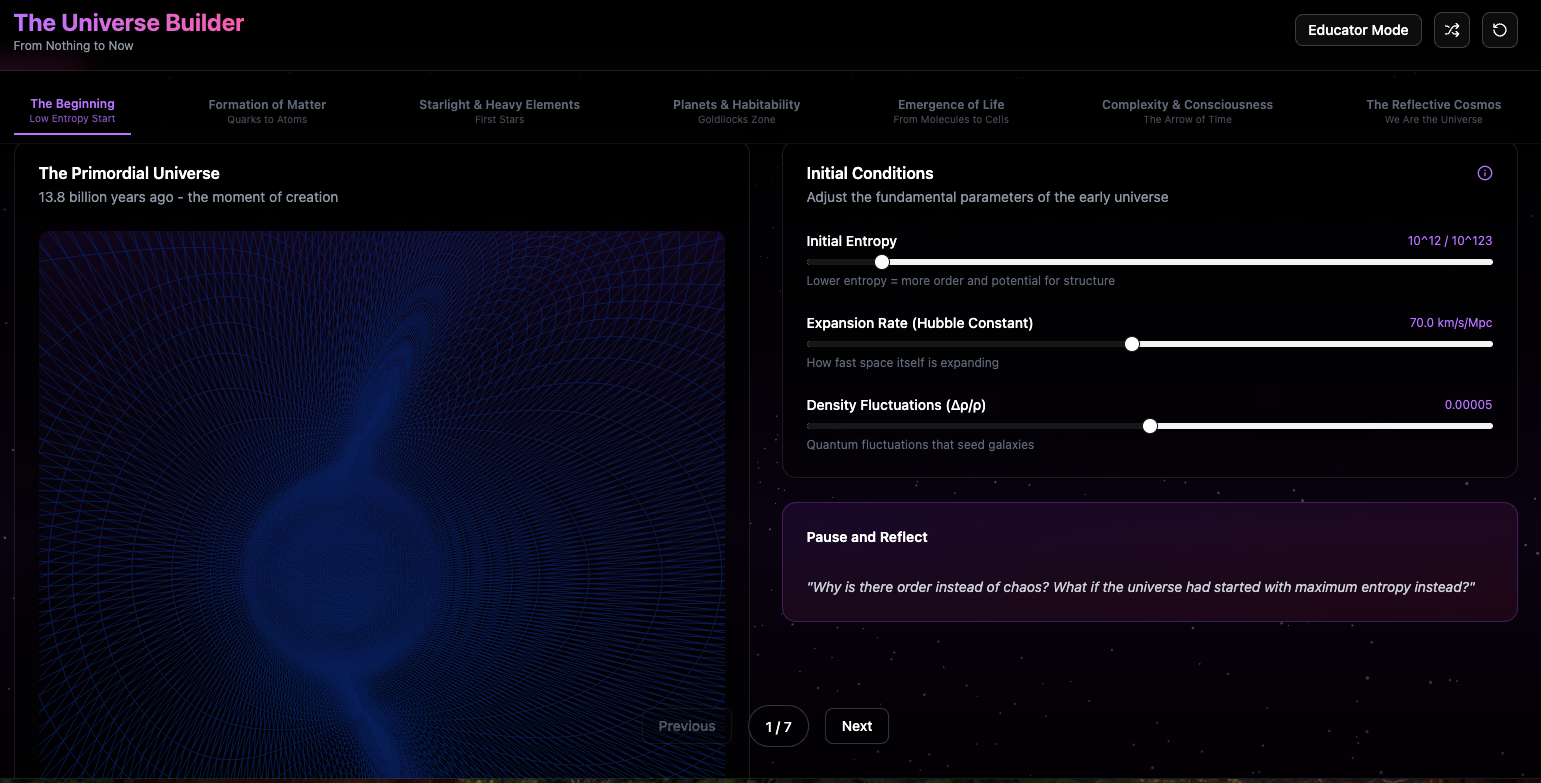 The Universe Builder
From Nothing to Now
Educator Mode
The Beginning
Low Entropy Start
Formation of Matter
Quarks to Atoms
Starlight & Heavy Elements
First Stars
Planets & Habitability
Goldilocks Zone
Emergence of Life
From Molecules to Cells
Complexity & Consciousness
The Arrow of Time
The Reflective Cosmos
We Are the Universe
The Primordial Universe
13.8 billion years ago - the moment of creation
Initial Conditions
Adjust the fundamental parameters of the early universe
Initial Entropy
10^12 / 10^123
Lower entropy = more order and potential for structure
Expansion Rate (Hubble Constant)
70.0 km/s/Mpc
How fast space itself is expanding
Density Fluctuations (Δρ/ρ)
0.00005
Quantum fluctuations that seed galaxies
Pause and Reflect
"Why is there order instead of chaos? What if the universe had started with maximum entropy instead?"
Previous
1 / 7
Next